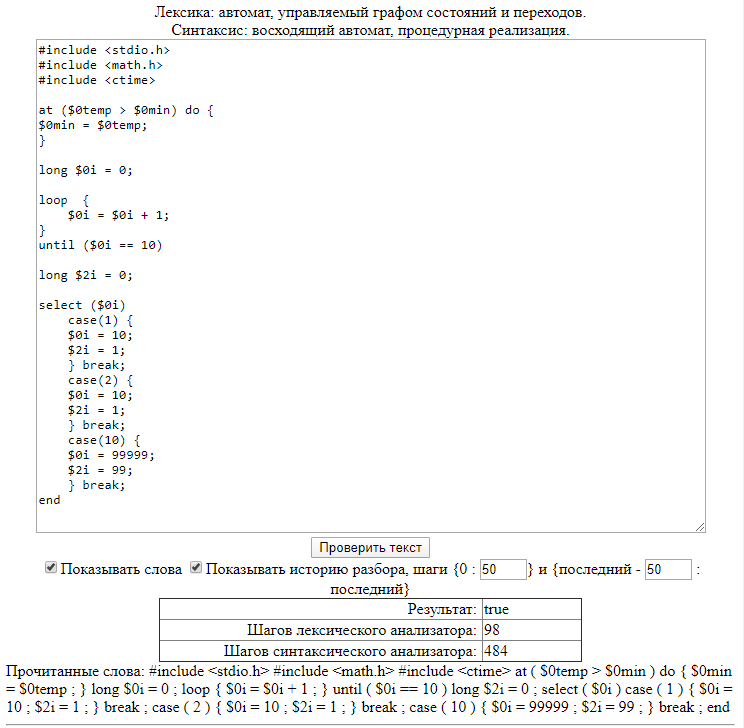 Лексика: автомат, управляемый графом состояний и переходов.
Синтаксис: восходящий автомат, процедурная реализация.
#include <stdio.h>
#include <math.h>
#include <ctime>
at ($0temp > $0min) do {
$0min = $0temp;
}
long $0i = 0;
loop  {
    $0i = $0i + 1;
}
until ($0i == 10)
long $2i = 0;
select ($0i)
    case(1) {
    $0i = 10;
    $2i = 1;
    } break;
    case(2) {
    $0i = 10;
    $2i = 1;
    } break;
    case(10) {
    $0i = 99999;
    $2i = 99;
    } break;
end
Проверить текст
Показывать слова Показывать историю разбора, шаги {0 : 50 } и {последний - 50 :
последний}
Результат: true
Шагов лексического анализатора: 98
Шагов синтаксического анализатора: 484
Прочитанные слова: #include <stdio.h> #include <math.h> #include <ctime> at ( $0temp > $0min ) do { $0min
= $0temp ; } long $0i = 0 ; loop { $0i = $0i + 1 ; } until ( $0i == 10 ) long $2i = 0 ; select ( $0i ) case ( 1 ) { $0i =
10 ; $2i = 1 ; } break ; case ( 2 ) { $0i = 10 ; $2i = 1 ; } break ; case ( 10 ) { $0i = 99999 ; $2i = 99 ; } break ; end